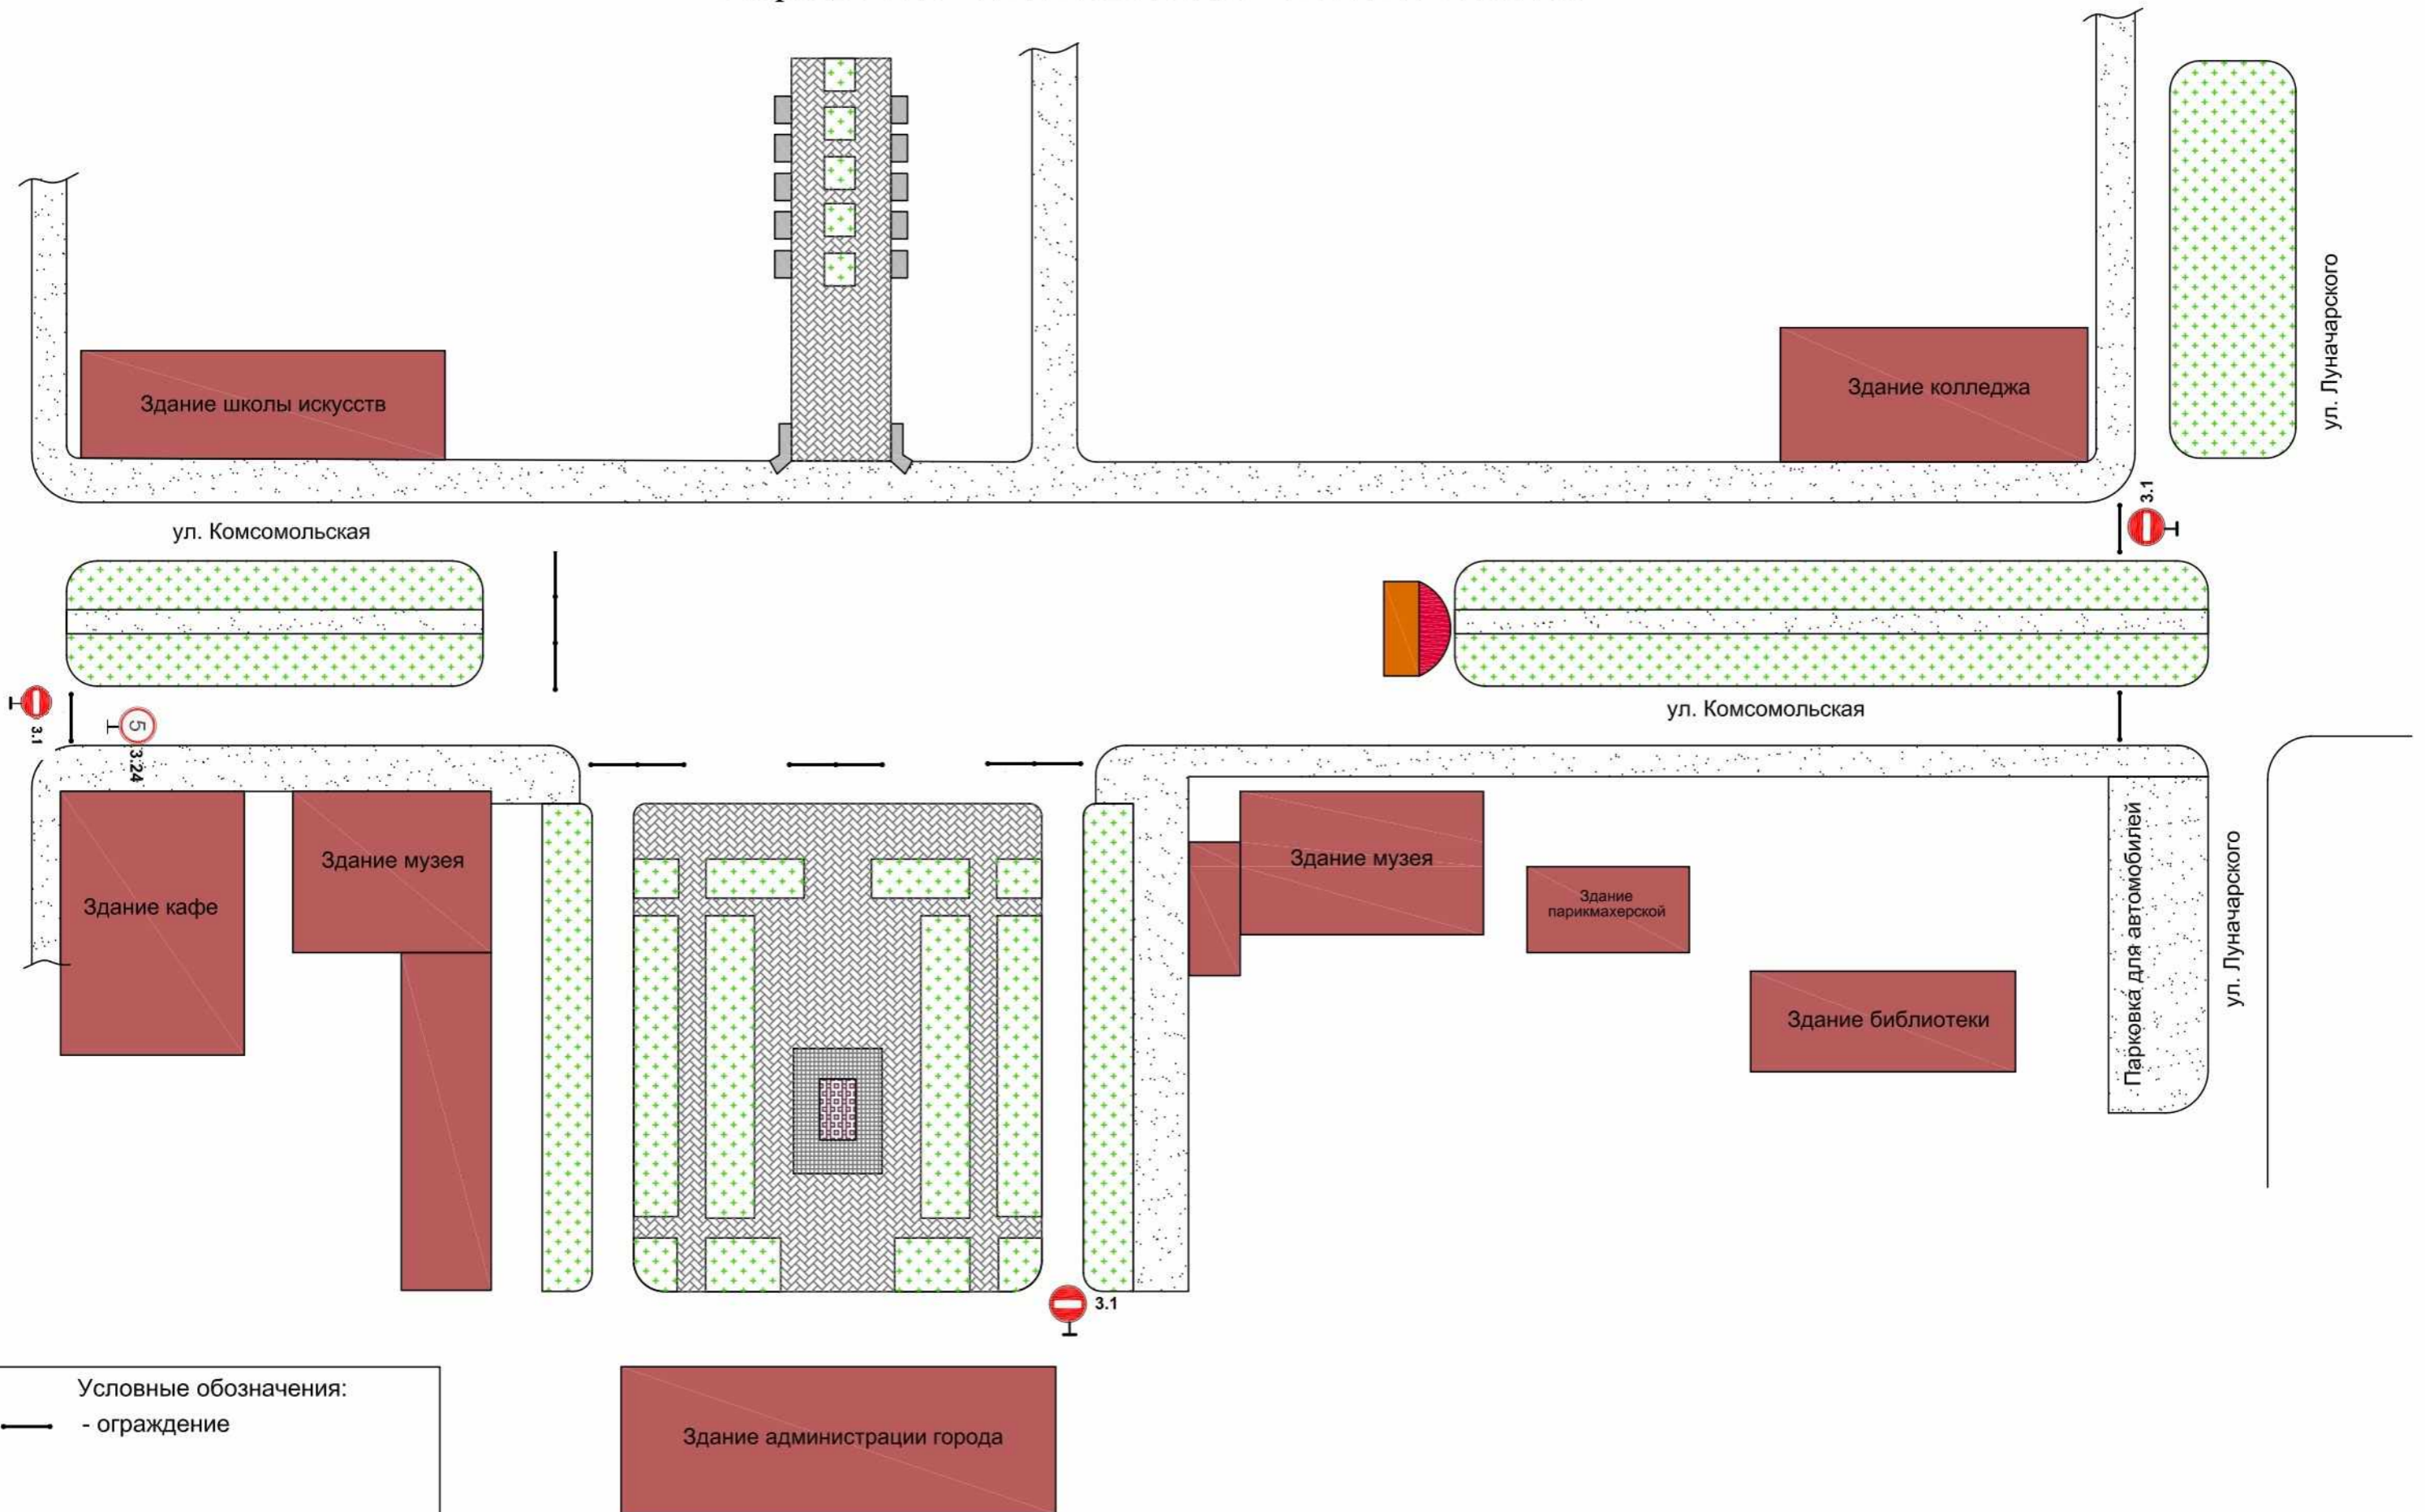 ул. Луначарского
Здание школы искусств
Здание колледжа
3.1
ул. Комсомольская
ул. Комсомольская
3.1
5
3.24
Здание музея
Здание кафе
Здание музея
Здание
парикмахерской
Здание библиотеки
Парковка для автомобилей
ул. Луначарского
3.1
Условные обозначения:
- ограждение
Здание администрации города